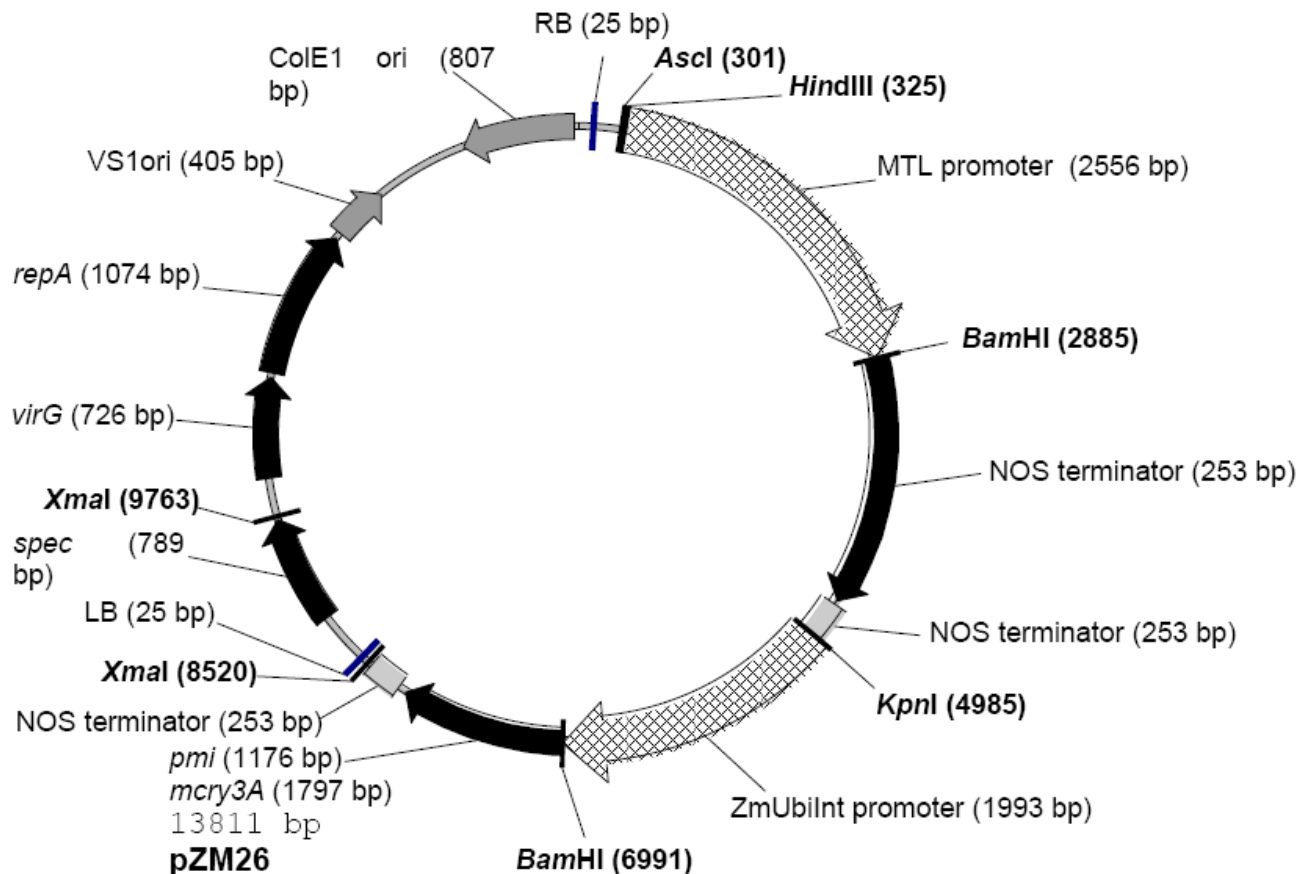 RB (25 bp)
ColE1 ori (807
bp)
AscI (301)
HindIII (325)
VS1ori (405 bp)
MTL promoter (2556 bp)
repA (1074 bp)
BamHI (2885)
virG (726 bp)
NOS terminator (253 bp)
XmaI (9763)
spec (789
bp)
LB (25 bp)
NOS terminator (253 bp)
XmaI (8520)
KpnI (4985)
NOS terminator (253 bp)
pmi (1176 bp)
mcry3A (1797 bp)
ZmUbiInt promoter (1993 bp)
13811 bp
pZM26
BamHI (6991)